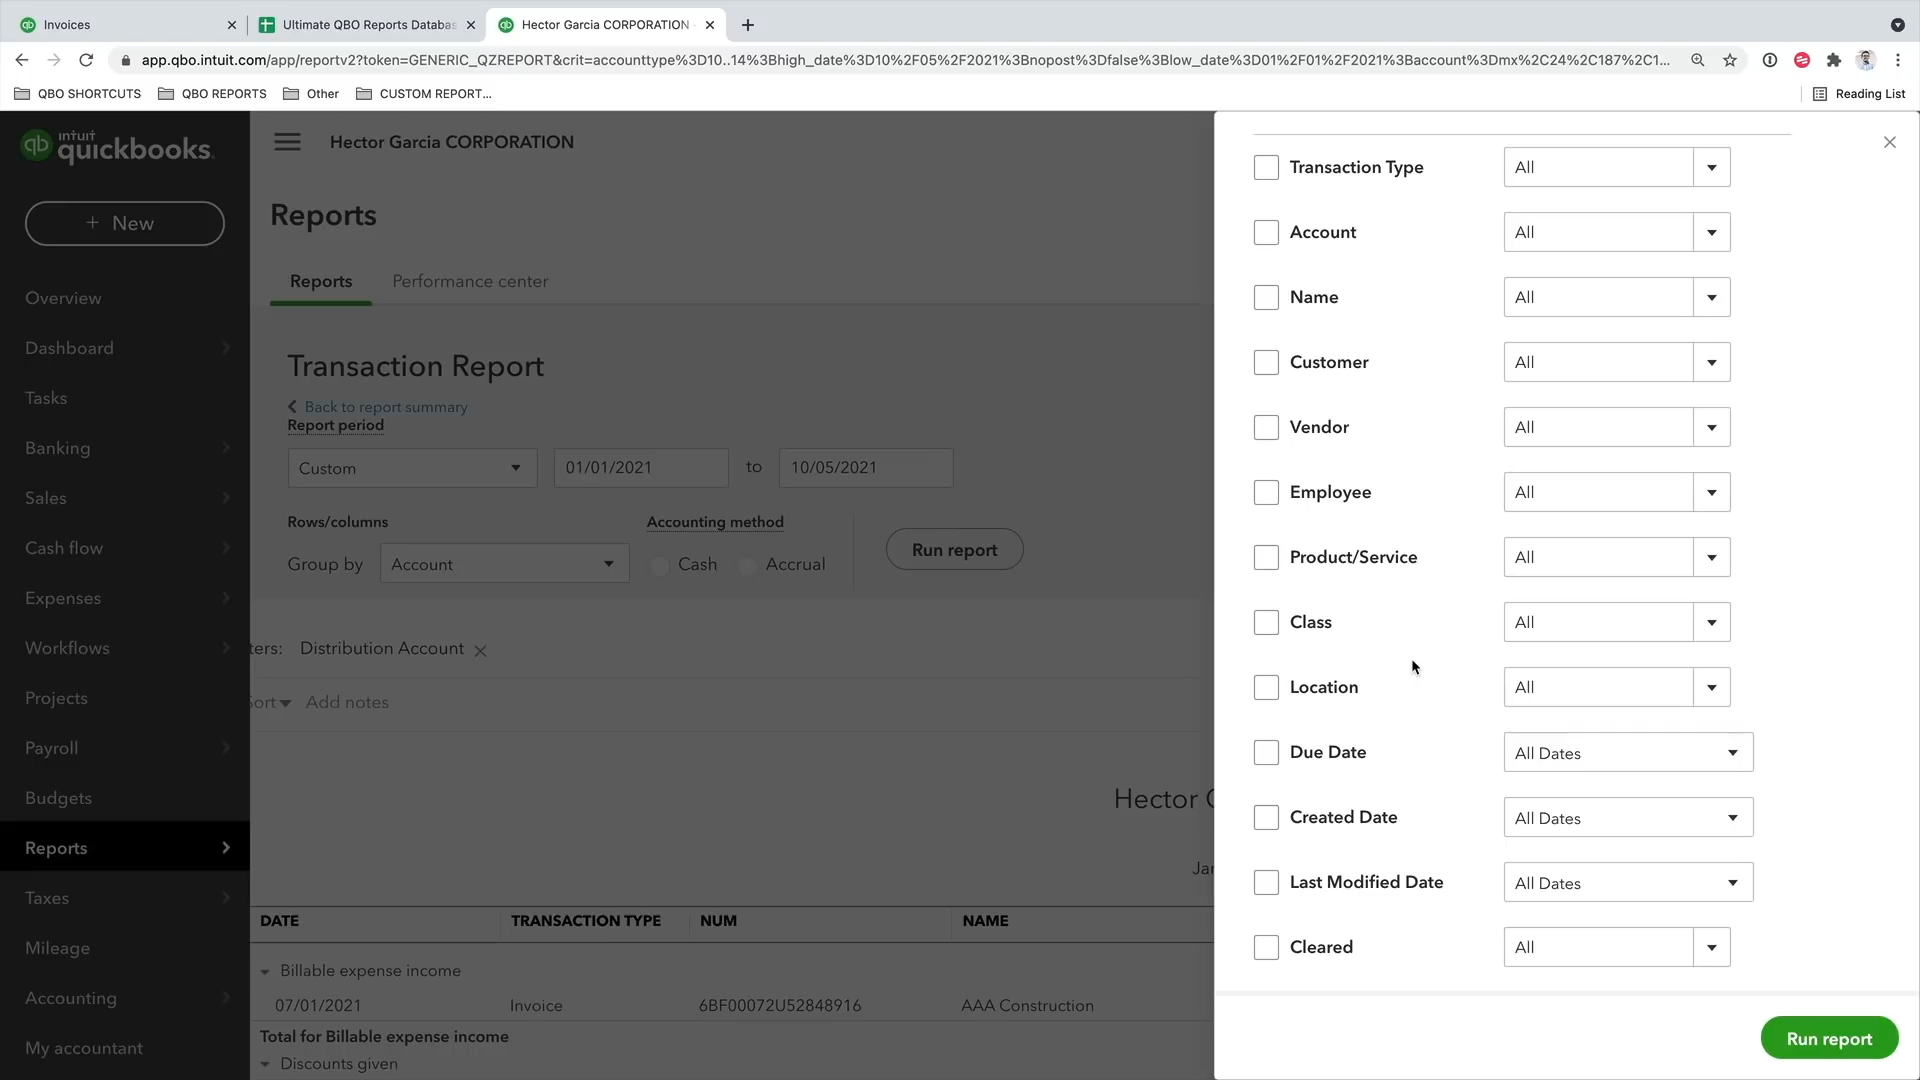 Invoices
Ultimate QBO Reports Databas
Hector Garcia CORPORATION
app.qbo.intuit.com/app/reportv2?token=GENERIC_QZREPORT&crit=accounttype%3D10..14%3Bhigh_date%3D10%2F05%2F2021%3Bnopost%3Dfalse%3Blow_date%3D01%2F01%2F2021%3Baccount%3Dmx%2C24%2C187%2C1...
QBO SHORTCUTS
QBO REPORTS
Other
CUSTOM REPORT...
Reading List
qb intuit quickbooks.
+ New
Overview
Dashboard
Tasks
Banking
Sales
Cash flow
Expenses
Workflows
Projects
Payroll
Budgets
Reports
Taxes
Mileage
Accounting
My accountant
Hector Garcia CORPORATION
Reports
Reports
Performance center
Transaction Report
Back to report summary
Report period
Custom
01/01/2021
to
10/05/2021
Rows/columns
Accounting method
Group by
Account
Cash
Accrual
Run report
ters:
Distribution Account
ort
Add notes
Hector G
Jan
DATE
TRANSACTION TYPE
NUM
NAME
Billable expense income
07/01/2021
Invoice
6BF00072U52848916
AAA Construction
Total for Billable expense income
Discounts given
Transaction Type All
Account All
Name All
Customer All
Vendor All
Employee All
Product/Service All
Class All
Location All
Due Date All Dates
Created Date All Dates
Last Modified Date All Dates
Cleared All
Run report